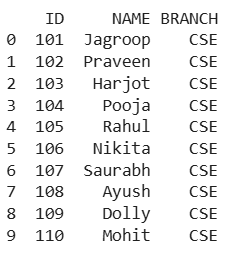 ID NAME BRANCH
0 101 Jagroop CSE
1 102 Praveen CSE
2 103 Harjot CSE
3 104 Pooja CSE
4 105 Rahul CSE
5 106 Nikita CSE
6 107 Saurabh CSE
7 108 Ayush CSE
8 109 Dolly CSE
9 110 Mohit CSE